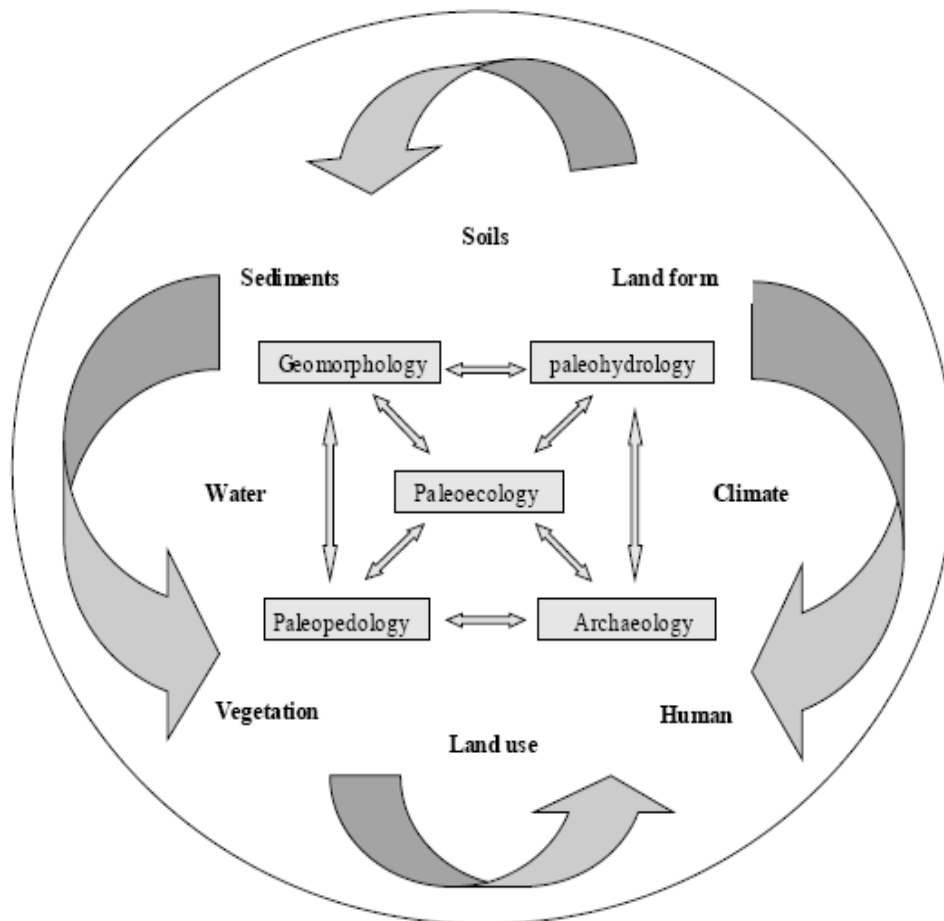 Soils
Sediments
Land form
Geomorphology
paleohydrology
Water
Paleoecology
Climate
Paleopedology
Archaeology
Vegetation
Human
Land use